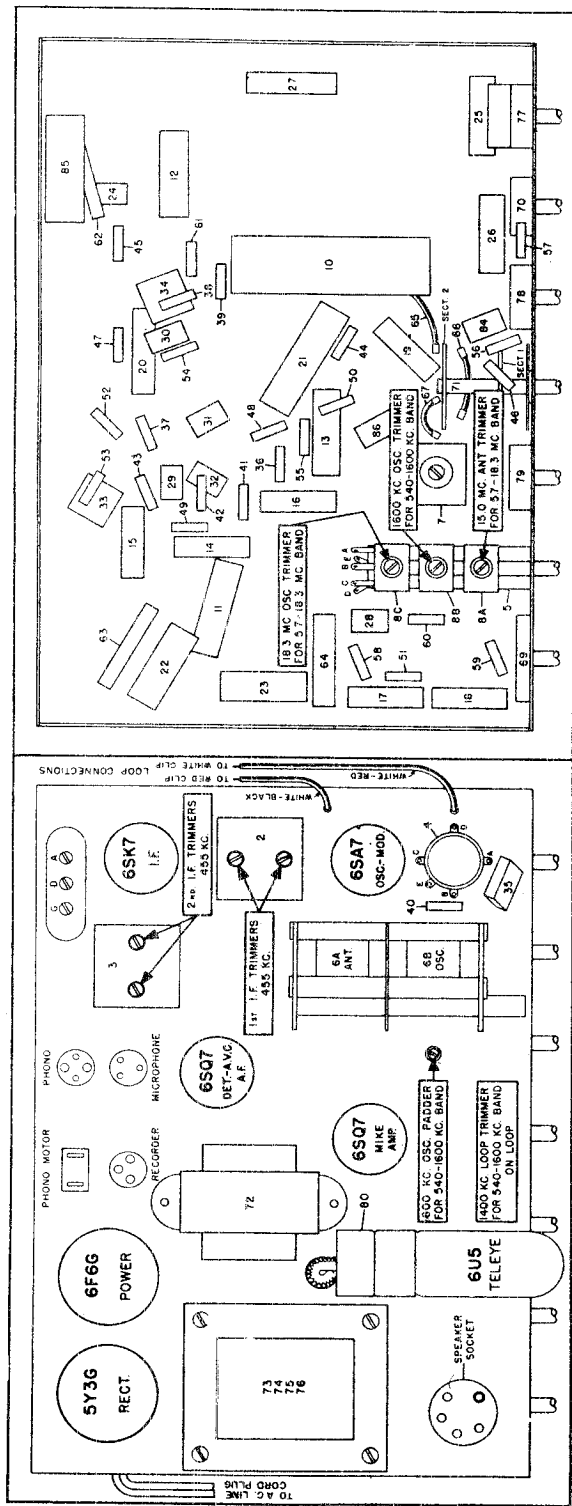 TO A.C. LINE
CORD PLUG
5Y3G
RECT.
6F6G
POWER
PHONO MOTOR
RECORDER
PHONO
MICROPHONE
73
74
75
76
72
SPEAKER
SOCKET
6U5
TELEYE
80
6SQ7
DET.-A.V.C.
A.F.
6SQ7
MIKE
AMP.
1600 KC. OSC. PADDER
FOR 540-1600 KC. BAND
1400 KC LOOP TRIMMER
FOR 540-1600 KC. BAND
ON LOOP
3
G D A
2ND I.F. TRIMMERS
455 KC.
6SK7
I.F.
2
1ST I.F. TRIMMERS
455 KC.
6A
ANT.
6B
OSC.
6SA7
OSC.-MOD.
40
4
C
E
B
D
A
35
WHITE-BLACK
WHITE-RED
TO RED CLIP
TO WHITE CLIP
LOOP CONNECTIONS
63
22
11
23
15
33
53
43
52
37
47
45
62
24
85
12
61
14
49
29
32
42
31
20
30
54
34
38
39
41
16
36
48
55
13
50
21
44
10
27
18.3 MC OSC TRIMMER
FOR 5.7-18.3 MC BAND
1600 KC OSC. TRIMMER
FOR 540-1600 KC. BAND
15.0 MC. ANT TRIMMER
FOR 5.7-18.3 MC BAND
64
28
58
51
17
60
18
59
69
D C B E A
8C
8B
8A
5
7
86
19
67
65
71
66
SECT. 2
SECT. 1
79
46
56
84
78
26
57
70
25
77